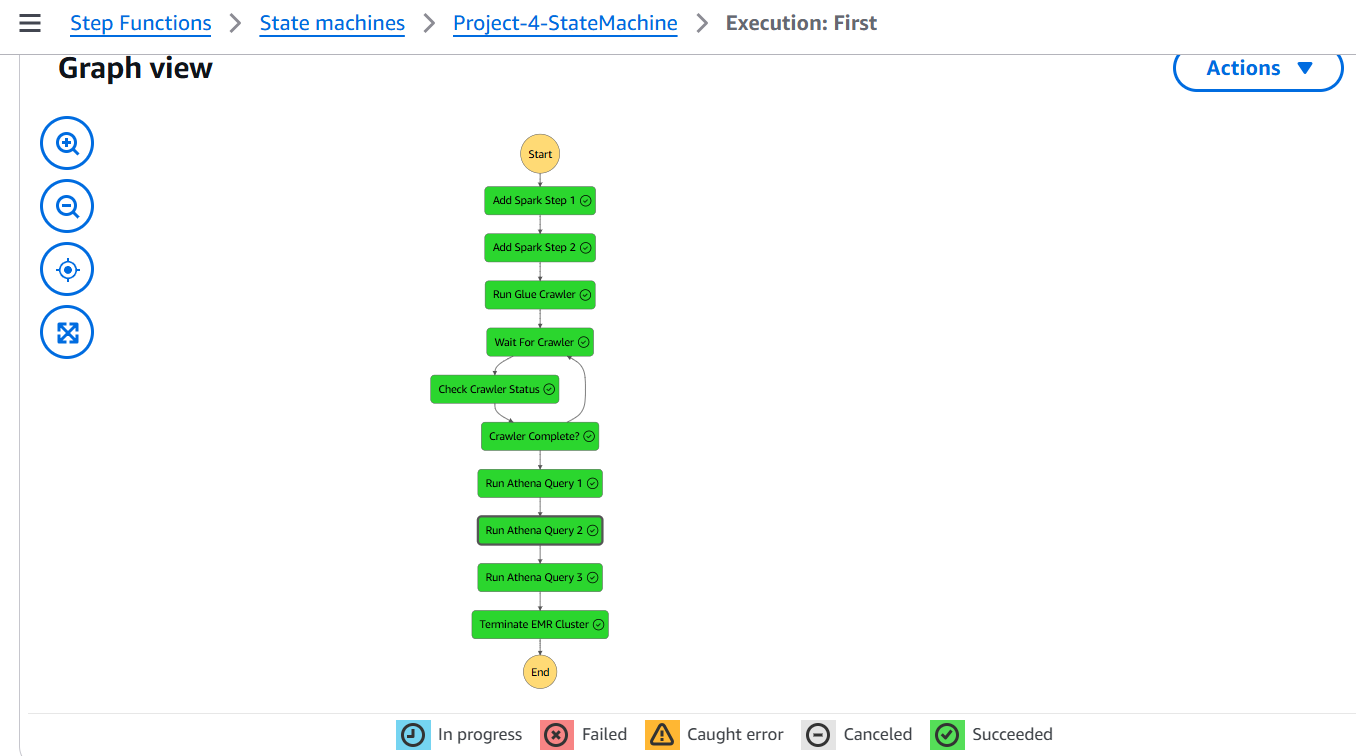 Step Functions > State machines > Project-4-StateMachine > Execution: First
Graph view
Actions
Start
Add Spark Step 1
Add Spark Step 2
Run Glue Crawler
Wait For Crawler
Check Crawler Status
Crawler Complete?
Run Athena Query 1
Run Athena Query 2
Run Athena Query 3
Terminate EMR Cluster
End
In progress Failed Caught error Canceled Succeeded